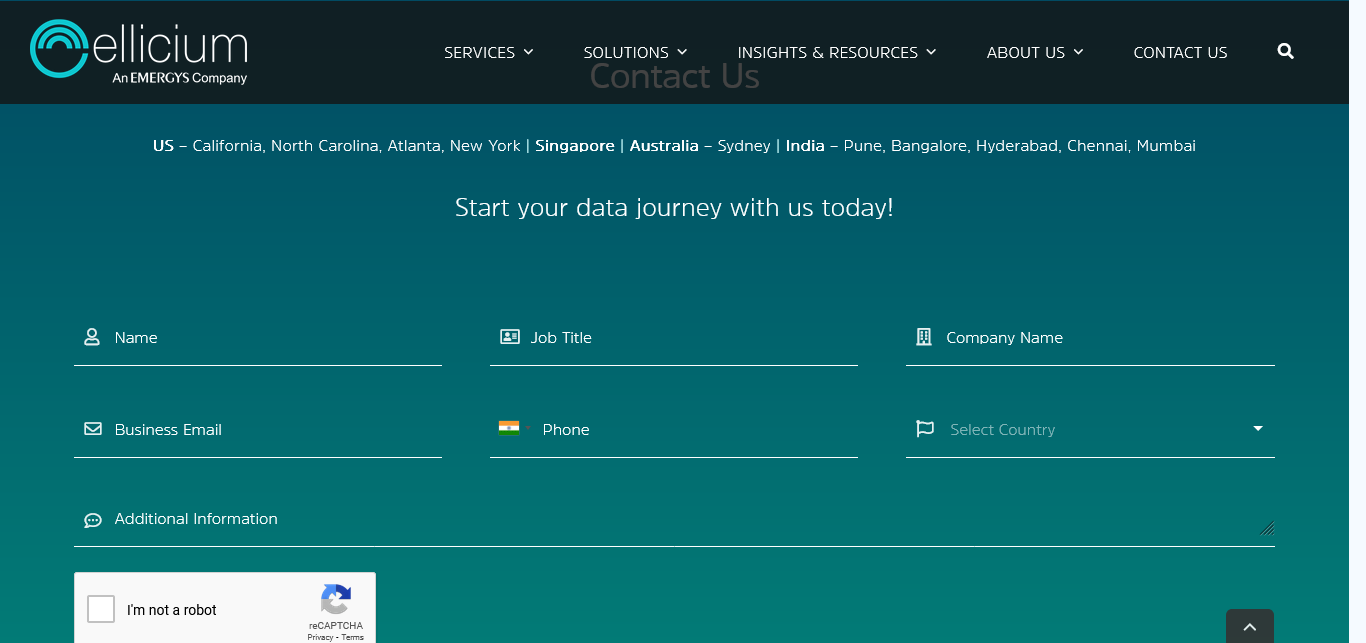 ellicium
An EMERGYS Company
SERVICES SOLUTIONS INSIGHTS & RESOURCES ABOUT US CONTACT US
Contact Us
US – California, North Carolina, Atlanta, New York | Singapore | Australia – Sydney | India – Pune, Bangalore, Hyderabad, Chennai, Mumbai
Start your data journey with us today!
Name Job Title Company Name
Business Email Phone Select Country
Additional Information
I'm not a robot
reCAPTCHA
Privacy - Terms